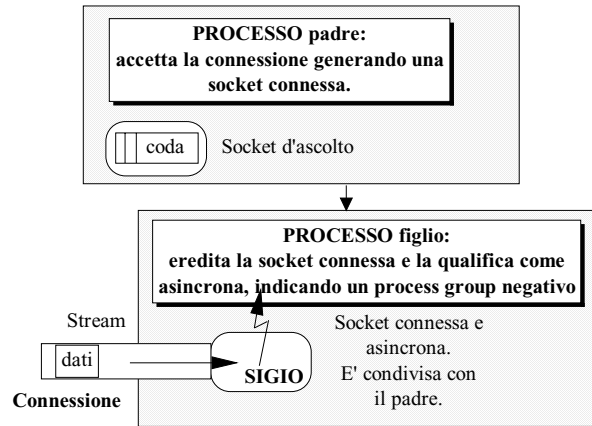 PROCESSO padre:
accetta la connessione generando una
socket connessa.
coda
Socket d'ascolto
PROCESSO figlio:
eredita la socket connessa e la qualifica come
asincrona, indicando un process group negativo
Stream
dati
Connessione
SIGIO
Socket connessa e
asincrona.
E' condivisa con
il padre.